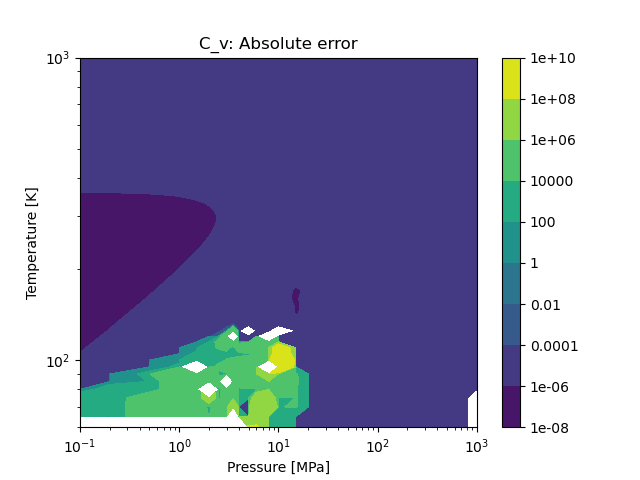 C_v: Absolute error
10³
10²
Temperature [K]
10⁻¹ 10⁰ 10¹ 10² 10³
Pressure [MPa]
1e+10
1e+08
1e+06
10000
100
1
0.01
0.0001
1e-06
1e-08